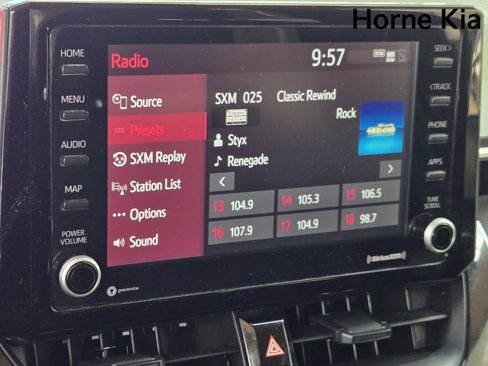 Horne Kia
HOME
MENU
AUDIO
MAP
POWER
VOLUME
Radio
9:57
Source
Presets
SXM Replay
Station List
Options
Sound
SXM 025 Classic Rewind
Rock
Styx
Renegade
13 104.9
14 105.3
15 106.5
16 107.9
17 104.9
18 98.7
SEEK>
<TRACK
PHONE
APPS
TUNE
SCROLL
gracenote
SiriusXM